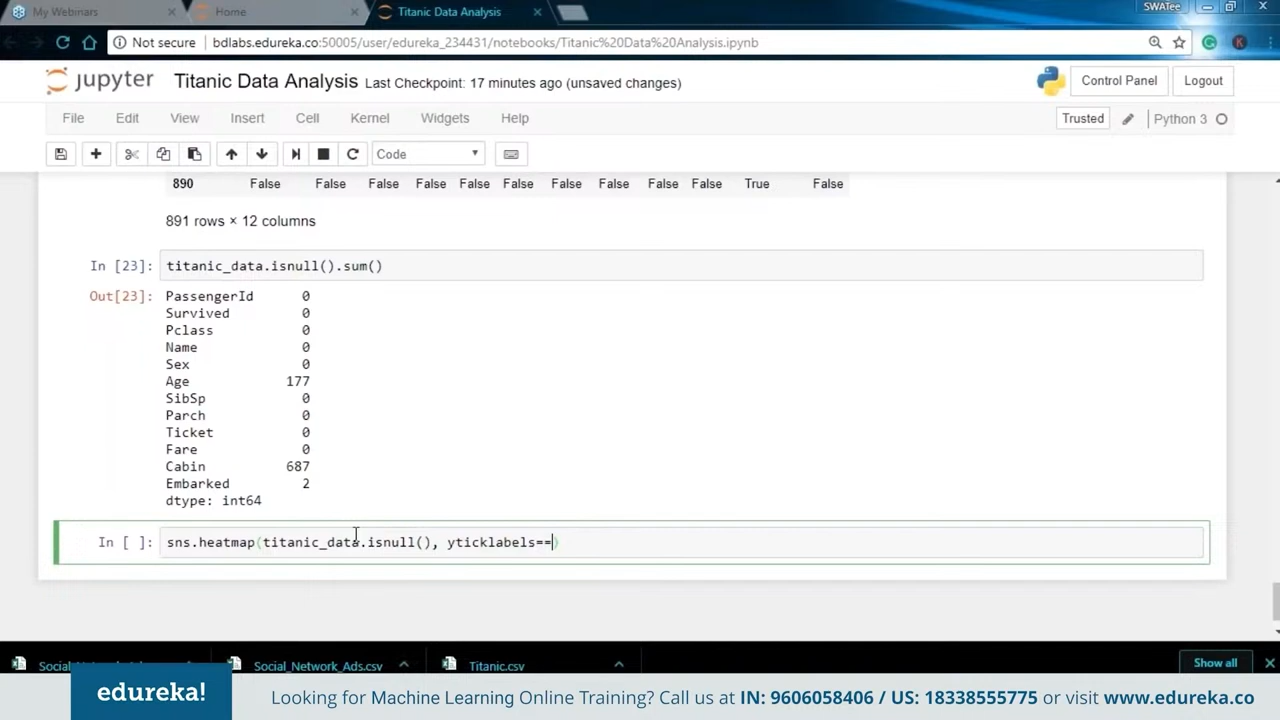 My Webinars × Home × Titanic Data Analysis × SWATee
Not secure | bdlabs.edureka.co:50005/user/edureka_234431/notebooks/Titanic%20Data%20Analysis.ipynb
jupyter Titanic Data Analysis Last Checkpoint: 17 minutes ago (unsaved changes) Control Panel Logout
File Edit View Insert Cell Kernel Widgets Help Trusted Python 3
Code
890 False False False False False False False False False False True False
891 rows × 12 columns
In [23]: titanic_data.isnull().sum()
Out[23]: PassengerId 0
Survived 0
Pclass 0
Name 0
Sex 0
Age 177
SibSp 0
Parch 0
Ticket 0
Fare 0
Cabin 687
Embarked 2
dtype: int64
In [ ]: sns.heatmap(titanic_data.isnull(), yticklabels==)
Social_Network_Ads.csv Titanic.csv Show all
edureka! Looking for Machine Learning Online Training? Call us at IN: 9606058406 / US: 18338555775 or visit www.edureka.co